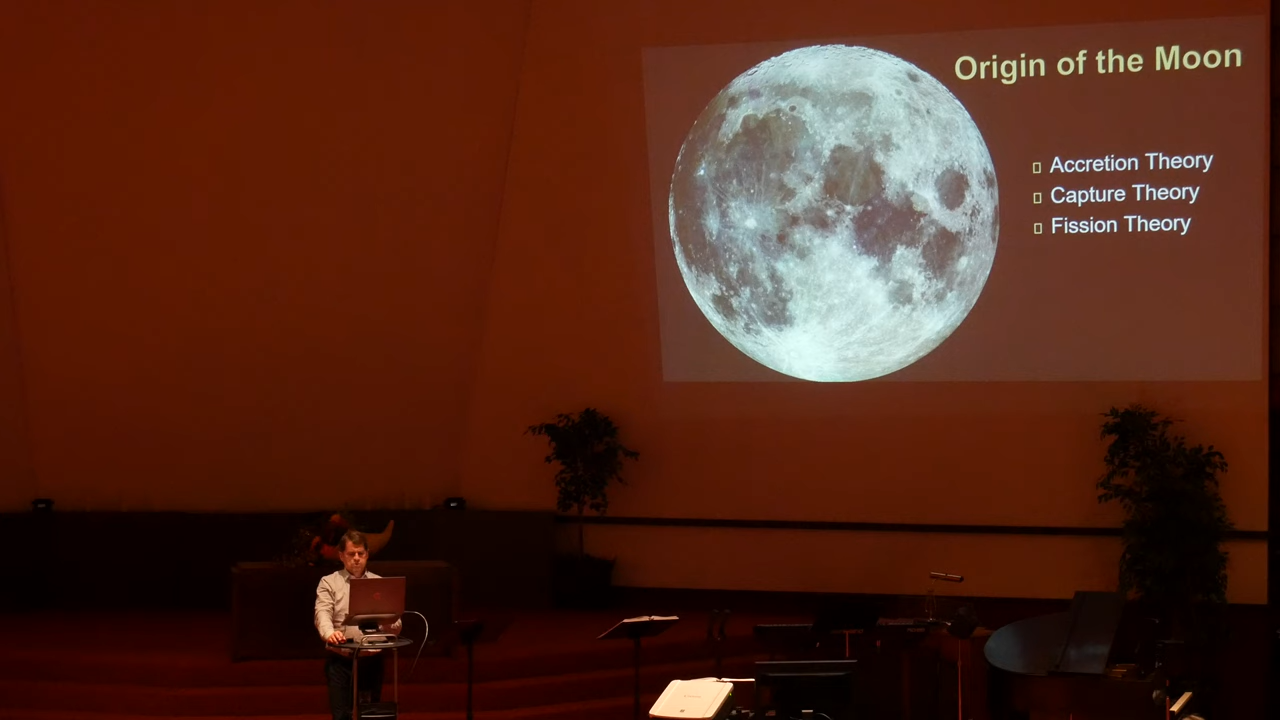 Origin of the Moon
▯ Accretion Theory
▯ Capture Theory
▯ Fission Theory